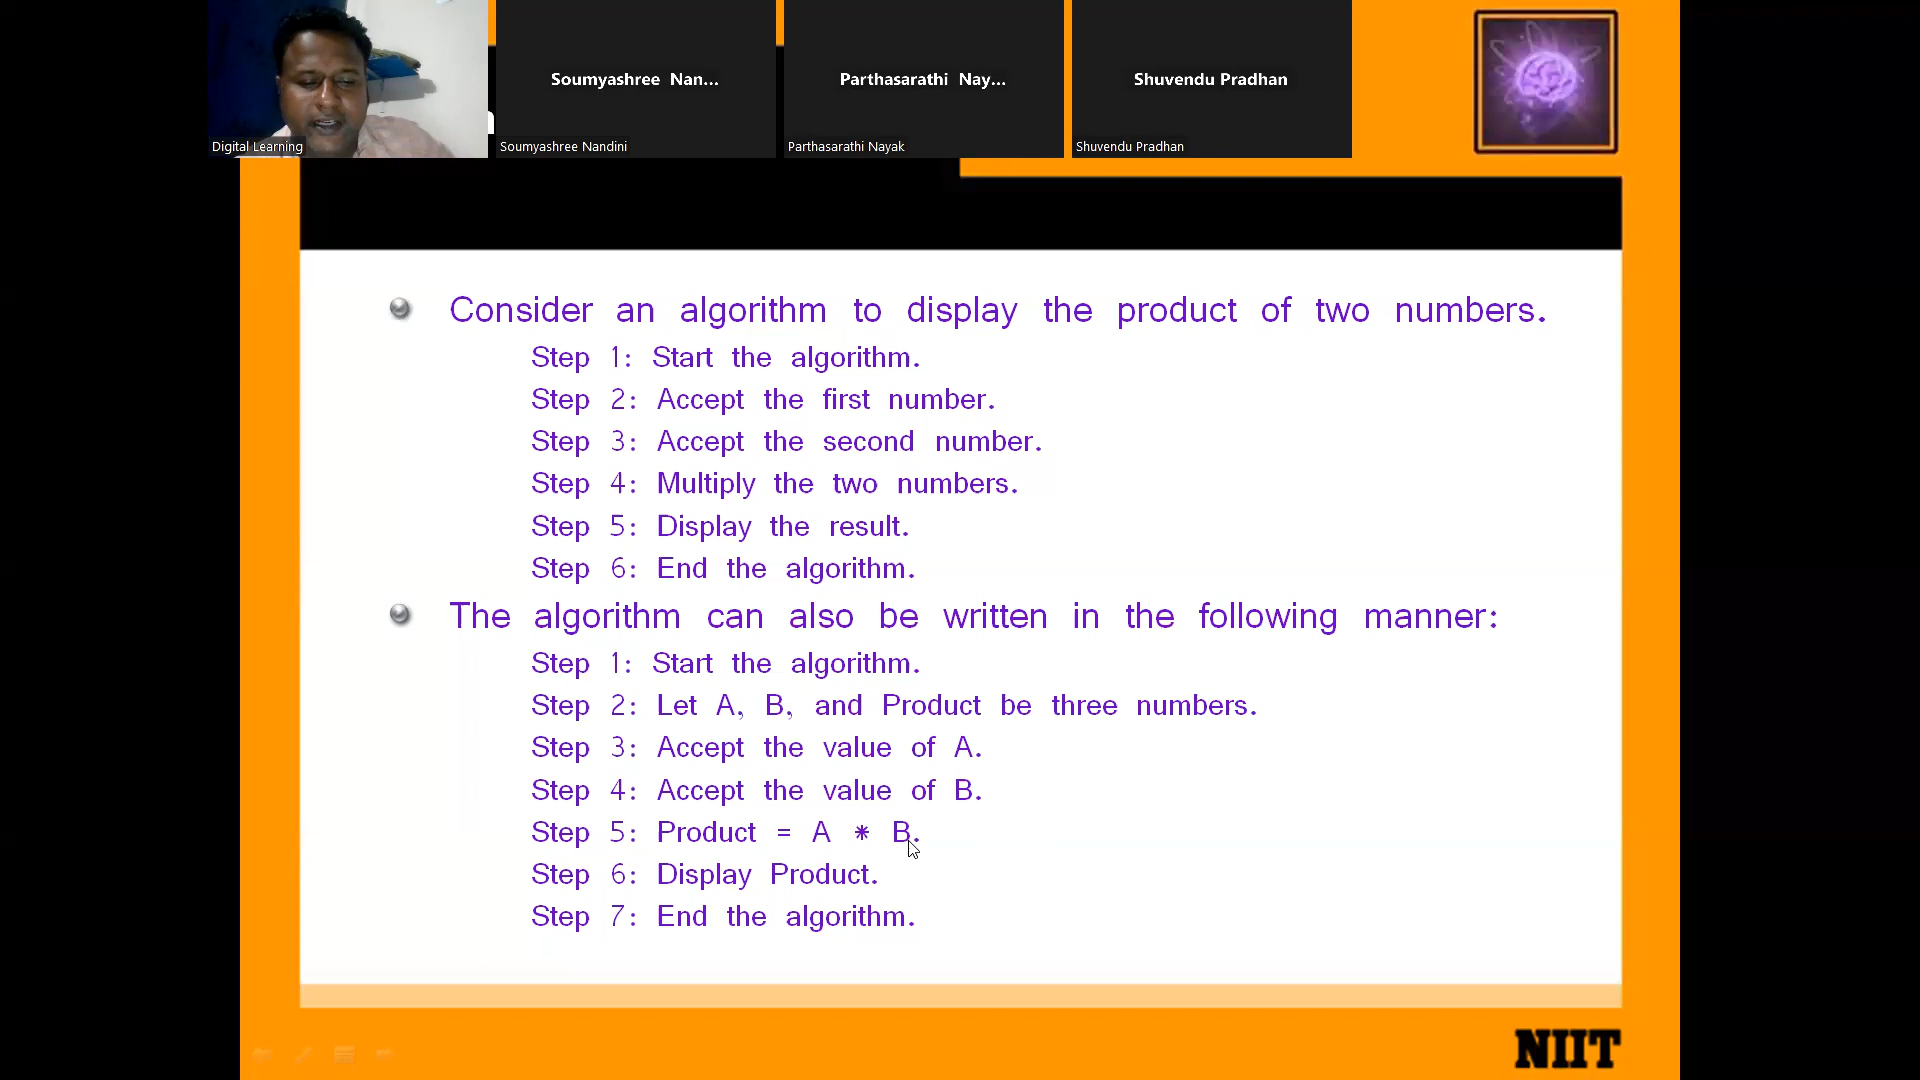 Soumyashree Nan...
Parthasarathi Nay...
Shuvendu Pradhan
Digital Learning
Soumyashree Nandini
Parthasarathi Nayak
Shuvendu Pradhan
Consider an algorithm to display the product of two numbers.
Step 1: Start the algorithm.
Step 2: Accept the first number.
Step 3: Accept the second number.
Step 4: Multiply the two numbers.
Step 5: Display the result.
Step 6: End the algorithm.
The algorithm can also be written in the following manner:
Step 1: Start the algorithm.
Step 2: Let A, B, and Product be three numbers.
Step 3: Accept the value of A.
Step 4: Accept the value of B.
Step 5: Product = A * B.
Step 6: Display Product.
Step 7: End the algorithm.
NIIT